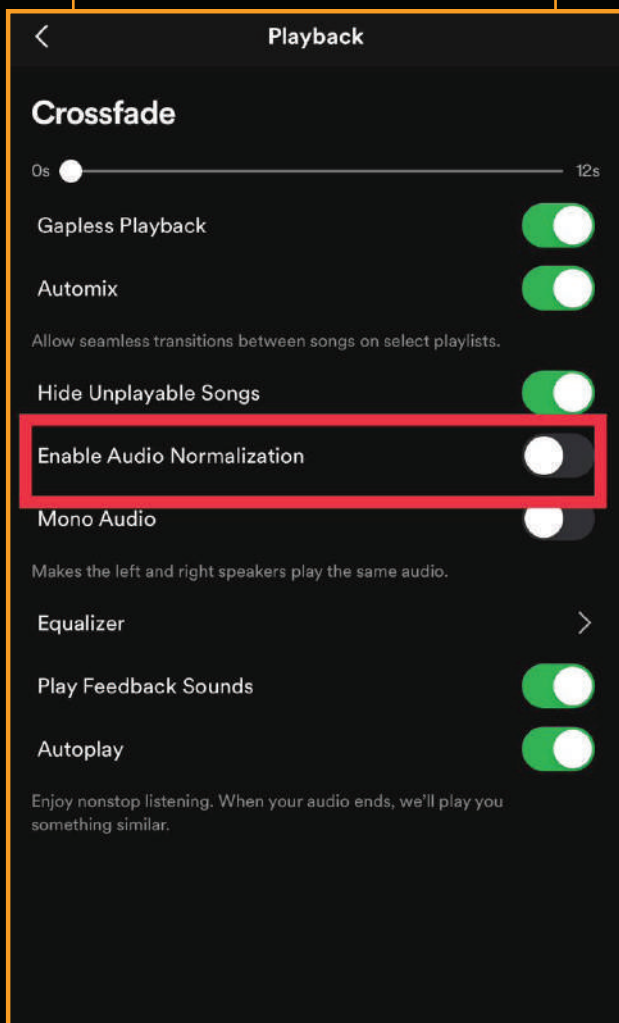 Playback
Crossfade
0s 12s
Gapless Playback
Automix
Allow seamless transitions between songs on select playlists.
Hide Unplayable Songs
Enable Audio Normalization
Mono Audio
Makes the left and right speakers play the same audio.
Equalizer
Play Feedback Sounds
Autoplay
Enjoy nonstop listening. When your audio ends, we'll play you
something similar.